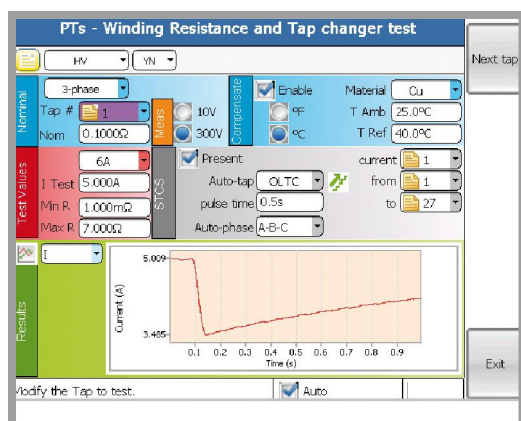 PTs - Winding Resistance and Tap changer test
Next tap
HV YN
Nominal
3-phase
Tap # 1
Nom 0.1000Ω
Meas
10V
300V
Compensate
Enable
ºF
ºC
Material Cu
T Amb 25.0ºC
T Ref 40.0ºC
Test Values
6A
I Test 5.000A
Min R 1.000mΩ
Max R 7.000Ω
STCS
Present
Auto-tap OLTC
pulse time 0.5s
Auto-phase A-B-C
current 1
from 1
to 27
Results
I
5.009
Current (A)
3.485
0.1 0.2 0.3 0.4 0.5 0.6 0.7 0.8 0.9
Time (s)
Exit
Modify the Tap to test.
Auto